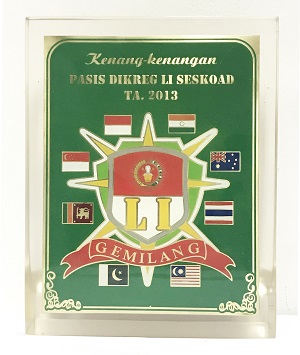 Kenang-kenangan
PASIS DIKREG LI SESKOAD
TA. 2013
LI
GEMILANG